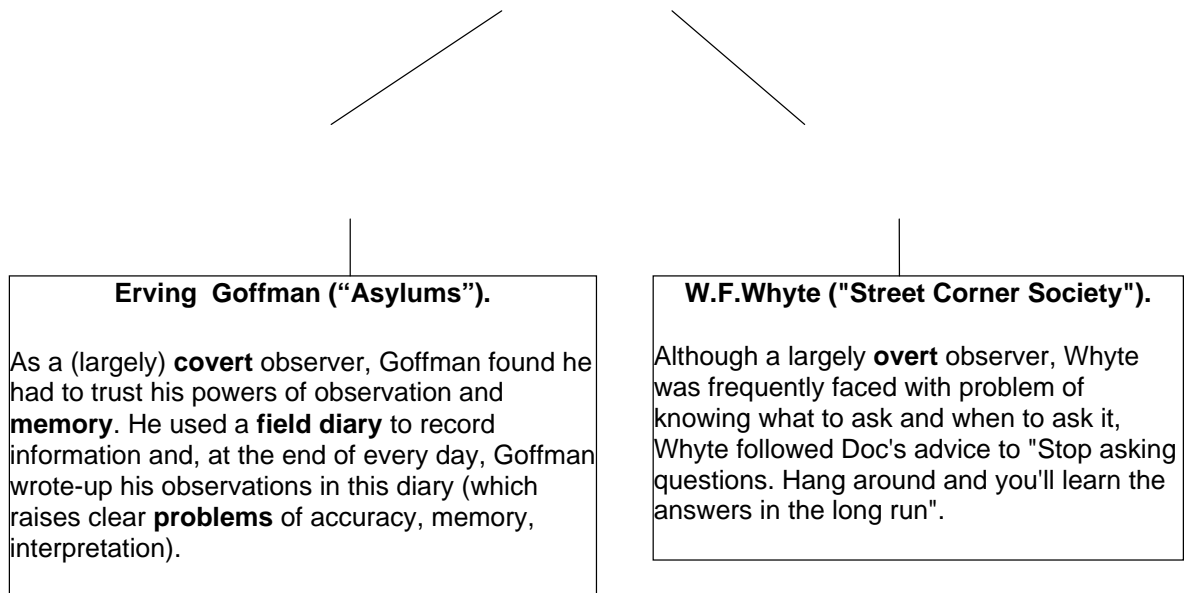 Erving  Goffman (“Asylums”).
As a (largely) covert observer, Goffman found he
had to trust his powers of observation and
memory. He used a field diary to record
information and, at the end of every day, Goffman
wrote-up his observations in this diary (which
raises clear problems of accuracy, memory,
interpretation).
W.F.Whyte ("Street Corner Society").
Although a largely overt observer, Whyte
was frequently faced with problem of
knowing what to ask and when to ask it,
Whyte followed Doc's advice to "Stop asking
questions. Hang around and you'll learn the
answers in the long run".